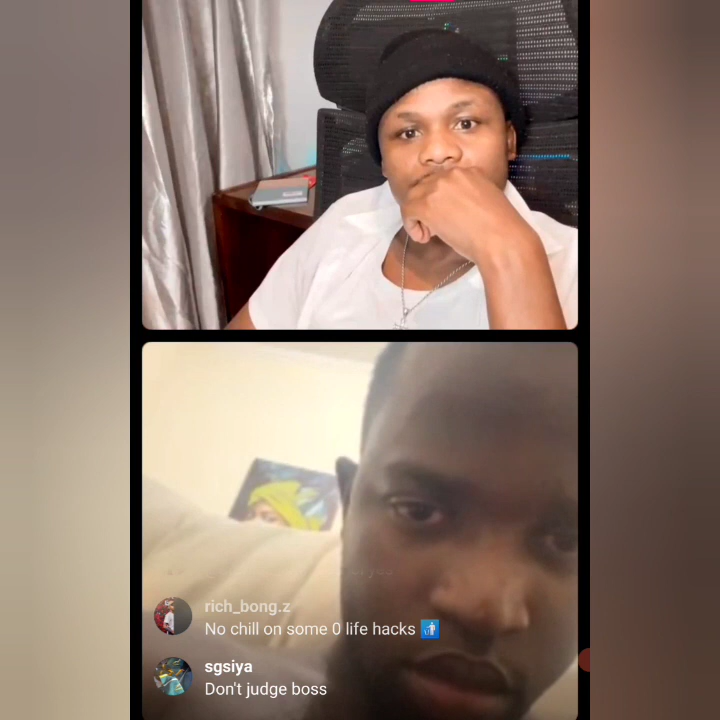 rich_bong.z
No chill on some 0 life hacks 🚮
sgsiya
Don't judge boss